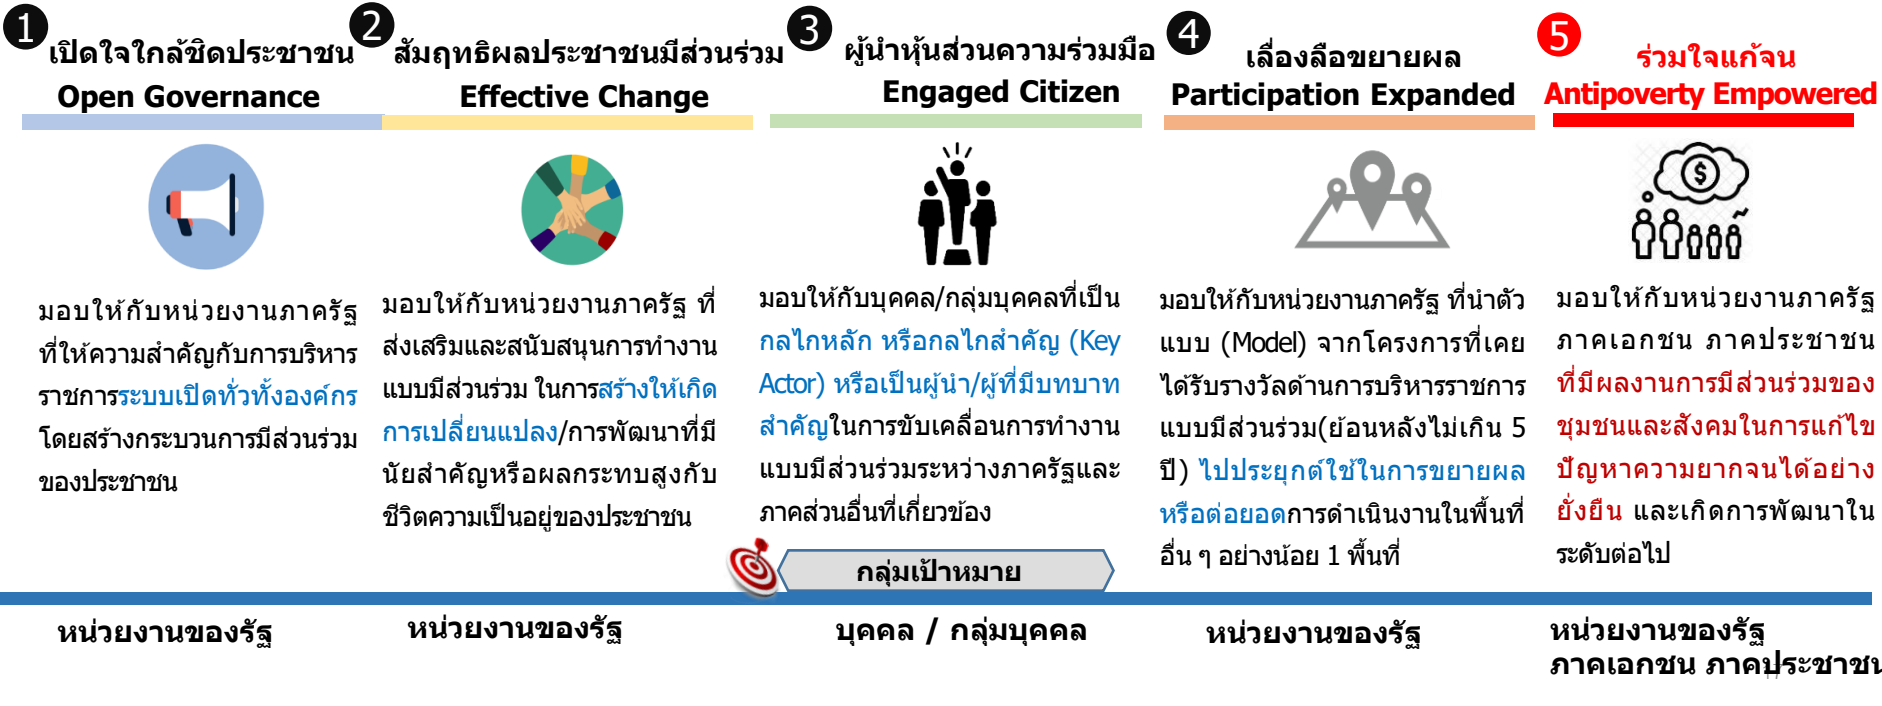 1
เปิดใจใกล้ชิดประชาชน
Open Governance
มอบให้กับหน่วยงานภาครัฐ
ที่ให้ความสำคัญกับการบริหาร
ราชการระบบเปิดทั่วทั้งองค์กร
โดยสร้างกระบวนการมีส่วนร่วม
ของประชาชน
2
สัมฤทธิผลประชาชนมีส่วนร่วม
Effective Change
มอบให้กับหน่วยงานภาครัฐ ที่
ส่งเสริมและสนับสนุนการทำงาน
แบบมีส่วนร่วม ในการสร้างให้เกิด
การเปลี่ยนแปลง/การพัฒนาที่มี
นัยสำคัญหรือผลกระทบสูงกับ
ชีวิตความเป็นอยู่ของประชาชน
3
ผู้นำหุ้นส่วนความร่วมมือ
Engaged Citizen
มอบให้กับบุคคล/กลุ่มบุคคลที่เป็น
กลไกหลัก หรือกลไกสำคัญ (Key
Actor) หรือเป็นผู้นำ/ผู้ที่มีบทบาท
สำคัญในการขับเคลื่อนการทำงาน
แบบมีส่วนร่วมระหว่างภาครัฐและ
ภาคส่วนอื่นที่เกี่ยวข้อง
4
เลื่องลือขยายผล
Participation Expanded
มอบให้กับหน่วยงานภาครัฐ ที่นำตัว
แบบ (Model) จากโครงการที่เคย
ได้รับรางวัลด้านการบริหารราชการ
แบบมีส่วนร่วม(ย้อนหลังไม่เกิน 5
ปี) ไปประยุกต์ใช้ในการขยายผล
หรือต่อยอดการดำเนินงานในพื้นที่
อื่น ๆ อย่างน้อย 1 พื้นที่
5
ร่วมใจแก้จน
Antipoverty Empowered
$
มอบให้กับหน่วยงานภาครัฐ
ภาคเอกชน ภาคประชาชน
ที่มีผลงานการมีส่วนร่วมของ
ชุมชนและสังคมในการแก้ไข
ปัญหาความยากจนได้อย่าง
ยั่งยืน และเกิดการพัฒนาใน
ระดับต่อไป
กลุ่มเป้าหมาย
หน่วยงานของรัฐ
หน่วยงานของรัฐ
บุคคล / กลุ่มบุคคล
หน่วยงานของรัฐ
หน่วยงานของรัฐ
ภาคเอกชน ภาคประชาชน